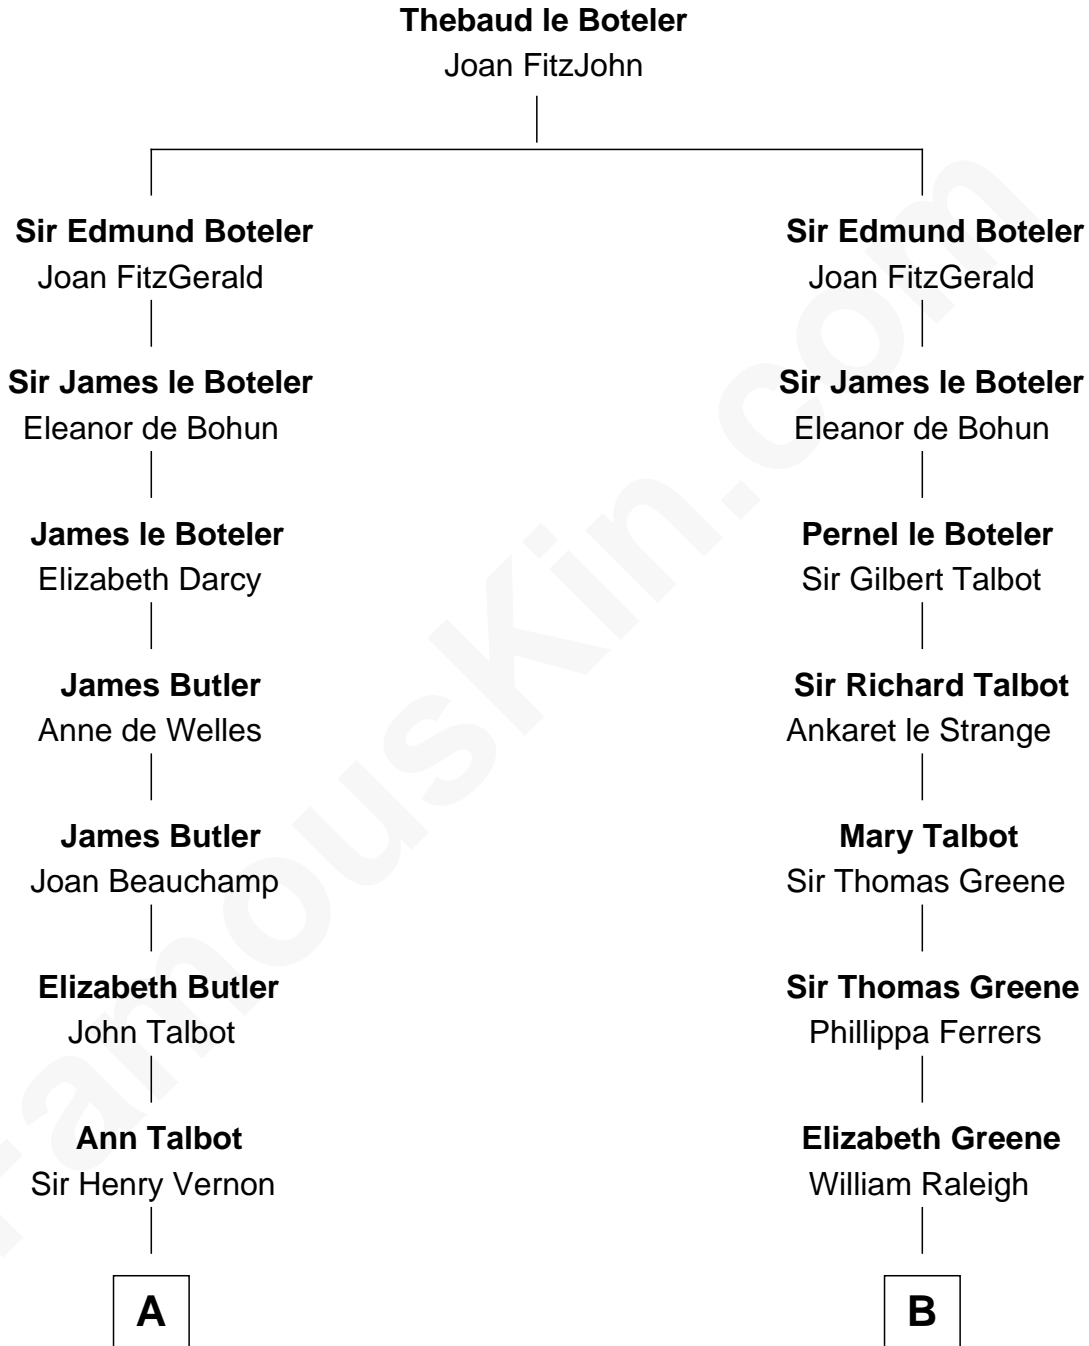 Thebaud le Boteler
Joan FitzJohn
Sir Edmund Boteler
Joan FitzGerald
Sir James le Boteler
Eleanor de Bohun
James le Boteler
Elizabeth Darcy
James Butler
Anne de Welles
James Butler
Joan Beauchamp
Elizabeth Butler
John Talbot
Ann Talbot
Sir Henry Vernon
A
Sir Edmund Boteler
Joan FitzGerald
Sir James le Boteler
Eleanor de Bohun
Pernel le Boteler
Sir Gilbert Talbot
Sir Richard Talbot
Ankaret le Strange
Mary Talbot
Sir Thomas Greene
Sir Thomas Greene
Phillippa Ferrers
Elizabeth Greene
William Raleigh
B
FamousKin.com